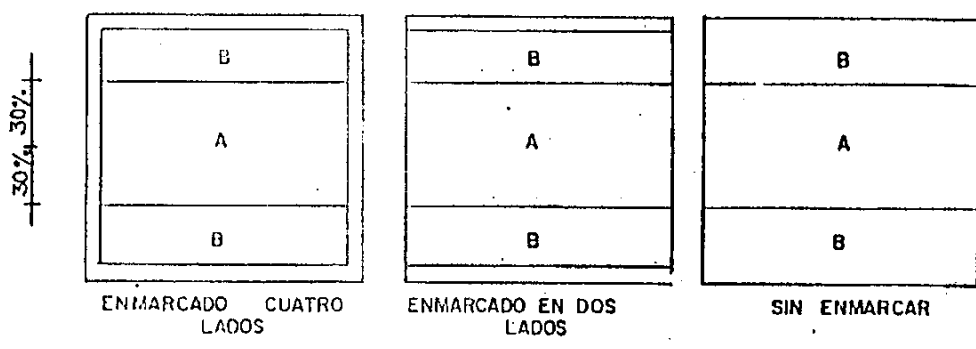 B
B
B
30%
A
A
A
30%
B
B
B
ENMARCADO CUATRO
LADOS
ENMARCADO EN DOS
LADOS
SIN ENMARCAR